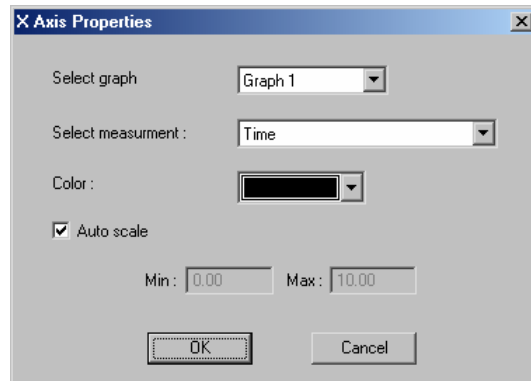 X Axis Properties
Select graph Graph 1
Select measurment : Time
Color :
Auto scale
Min : 0.00 Max : 10.00
OK Cancel